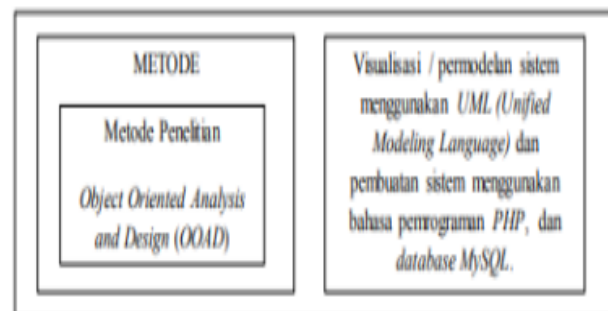 METODE
Metode Penelitian
Object Oriented Analysis
and Design (OOAD)
Visualisasi / permodelan sistem
menggunakan UML (Unified
Modeling Language) dan
pembuatan sistem menggunakan
bahasa pemrograman PHP, dan
database MySQL.